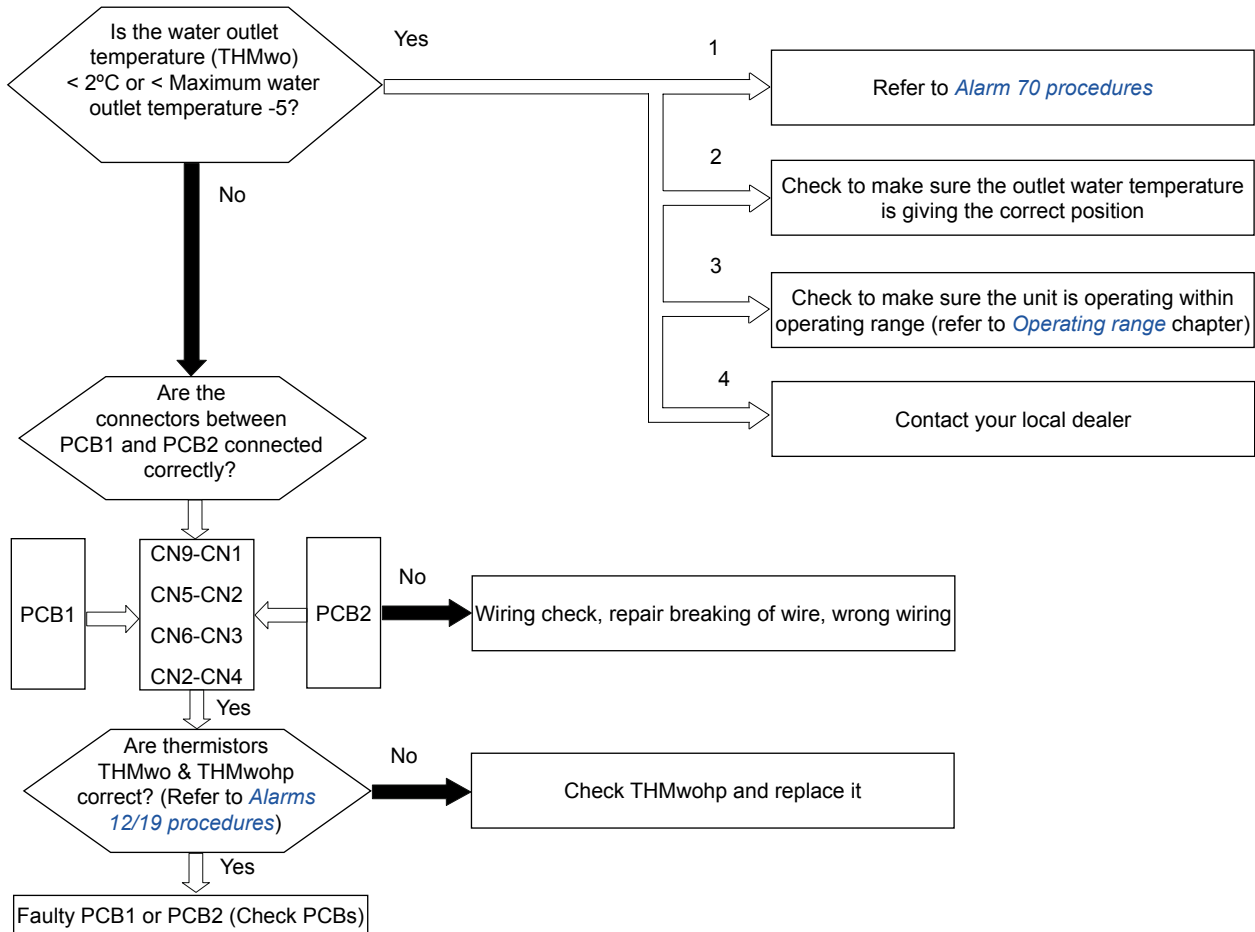 Is the water outlet
temperature (THMwo)
< 2ºC or < Maximum water
outlet temperature -5?
Yes
1
Refer to Alarm 70 procedures
2
Check to make sure the outlet water temperature
is giving the correct position
3
Check to make sure the unit is operating within
operating range (refer to Operating range chapter)
4
Contact your local dealer
No
Are the
connectors between
PCB1 and PCB2 connected
correctly?
PCB1
CN9-CN1
CN5-CN2
CN6-CN3
CN2-CN4
PCB2
No
Wiring check, repair breaking of wire, wrong wiring
Yes
Are thermistors
THMwo & THMwohp
correct? (Refer to Alarms
12/19 procedures)
No
Check THMwohp and replace it
Yes
Faulty PCB1 or PCB2 (Check PCBs)